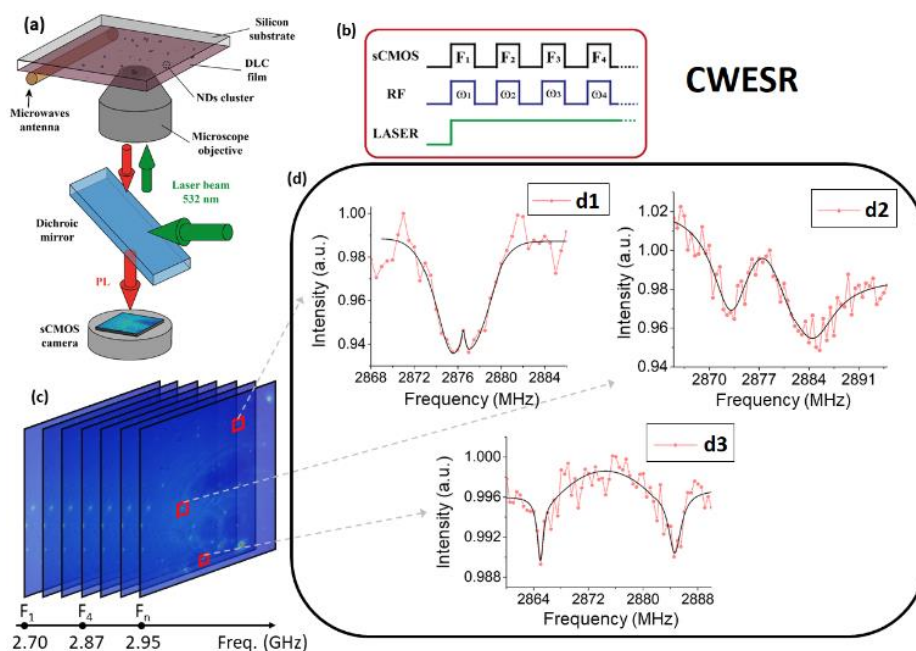 (a)
Silicon
substrate
DLC
film
NDs cluster
Microwaves
antenna
Microscope
objective
Laser beam
532 nm
Dichroic
mirror
PL
sCMOS
camera
(b)
sCMOS F₁ F₂ F₃ F₄
RF ω₁ ω₂ ω₃ ω₄
LASER
CWESR
(c)
F₁ F₄ Fₙ
2.70 2.87 2.95 Freq. (GHz)
(d)
d1
1.00
0.98
0.96
0.94
Intensity (a.u.)
2868 2872 2876 2880 2884
Frequency (MHz)
d2
1.02
1.00
0.98
0.96
0.94
Intensity (a.u.)
2870 2877 2884 2891
Frequency (MHz)
d3
1.000
0.996
0.992
0.988
Intensity (a.u.)
2864 2872 2880 2888
Frequency (MHz)